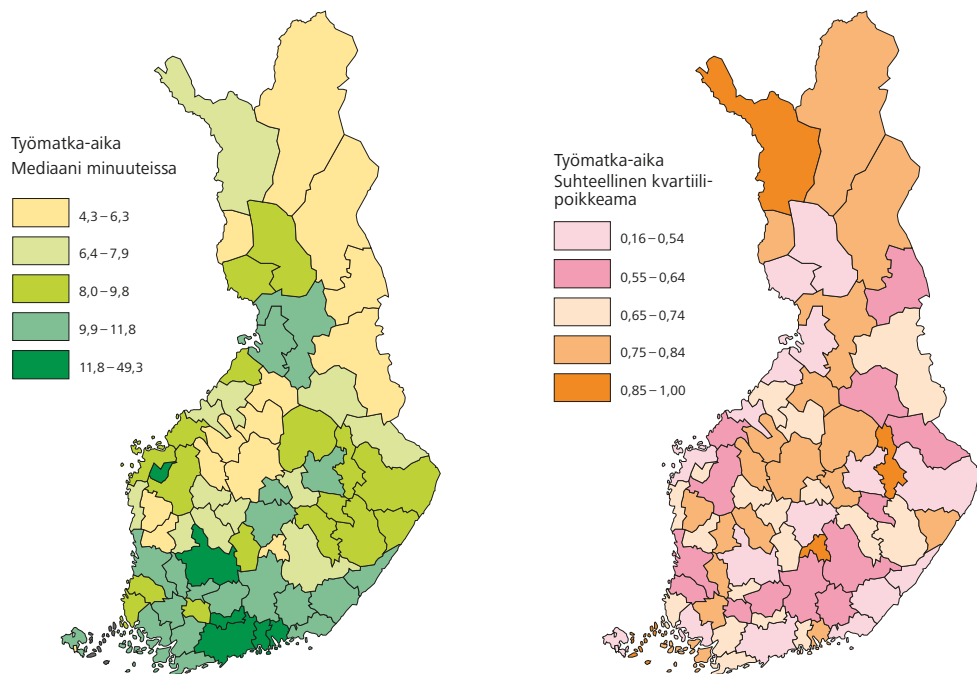 Työmatka-aika
Mediaani minuuteissa
4,3–6,3
6,4–7,9
8,0–9,8
9,9–11,8
11,8–49,3
Työmatka-aika
Suhteellinen kvartiili-
poikkeama
0,16–0,54
0,55–0,64
0,65–0,74
0,75–0,84
0,85–1,00